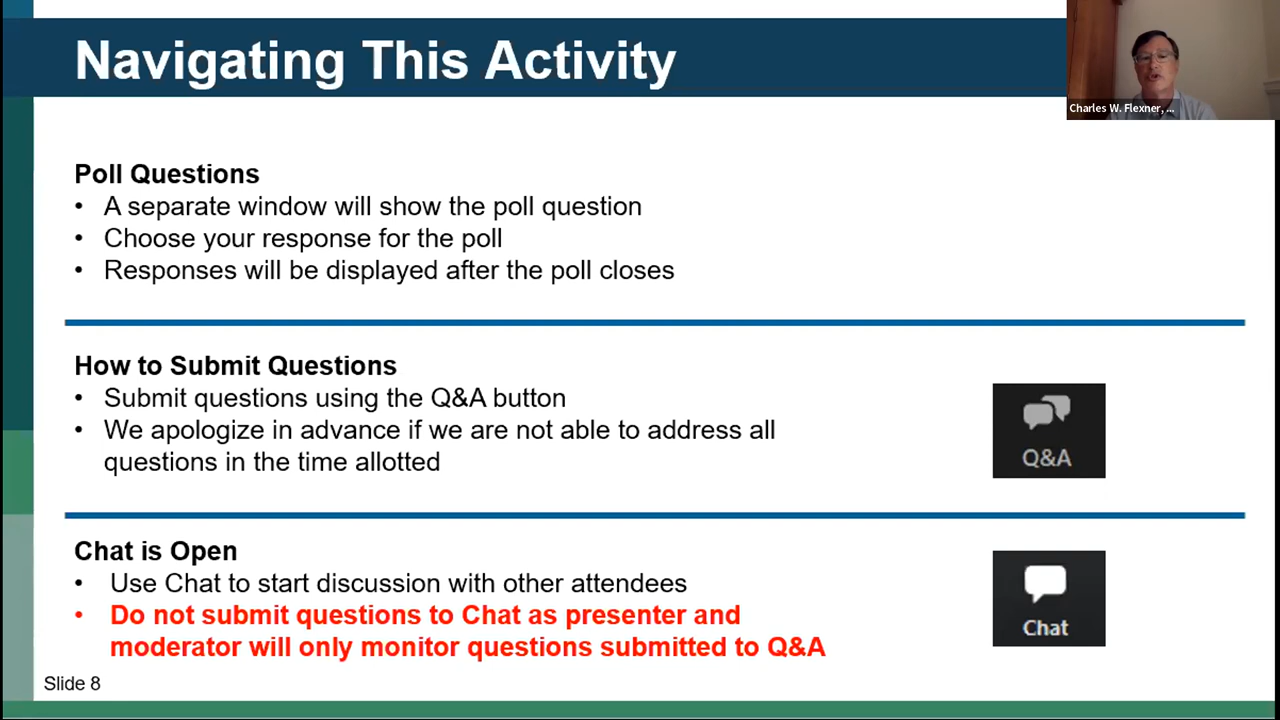 Navigating This Activity
Charles W. Flexner, ...
Poll Questions
• A separate window will show the poll question
• Choose your response for the poll
• Responses will be displayed after the poll closes
How to Submit Questions
• Submit questions using the Q&A button
• We apologize in advance if we are not able to address all
questions in the time allotted
Q&A
Chat is Open
• Use Chat to start discussion with other attendees
• Do not submit questions to Chat as presenter and
moderator will only monitor questions submitted to Q&A
Chat
Slide 8